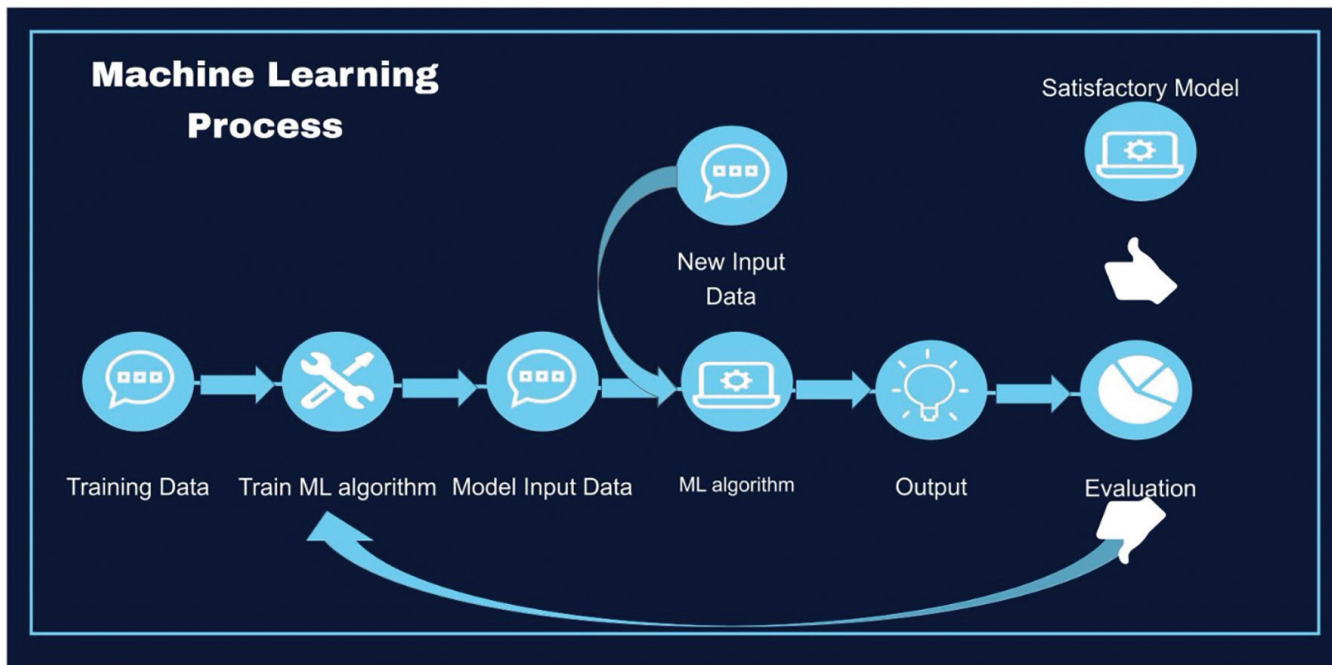 Machine Learning
Process
Satisfactory Model
New Input
Data
Training Data
Train ML algorithm
Model Input Data
ML algorithm
Output
Evaluation